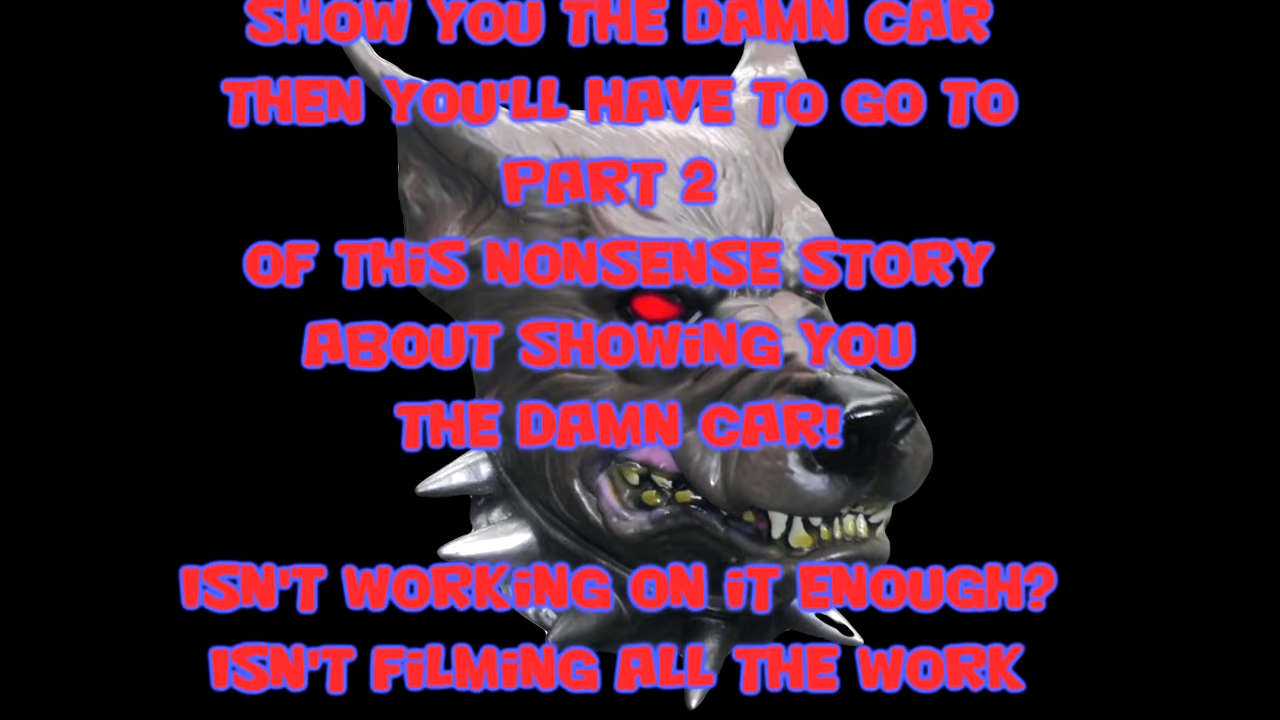 SHOW YOU THE DAMN CAR
THEN YOU'LL HAVE TO GO TO
PART 2
OF THIS NONSENSE STORY
ABOUT SHOWING YOU
THE DAMN CAR!
ISN'T WORKING ON IT ENOUGH?
ISN'T FILMING ALL THE WORK